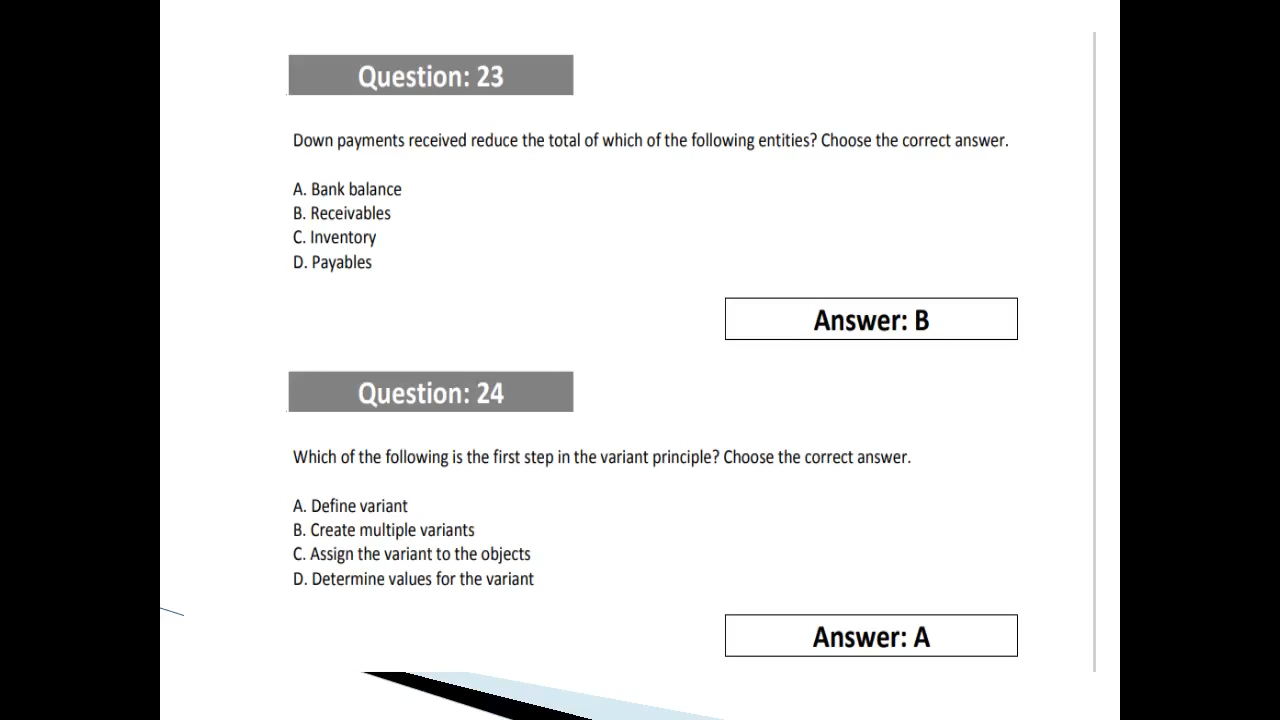 Question: 23
Down payments received reduce the total of which of the following entities? Choose the correct answer.
A. Bank balance
B. Receivables
C. Inventory
D. Payables
Answer: B
Question: 24
Which of the following is the first step in the variant principle? Choose the correct answer.
A. Define variant
B. Create multiple variants
C. Assign the variant to the objects
D. Determine values for the variant
Answer: A